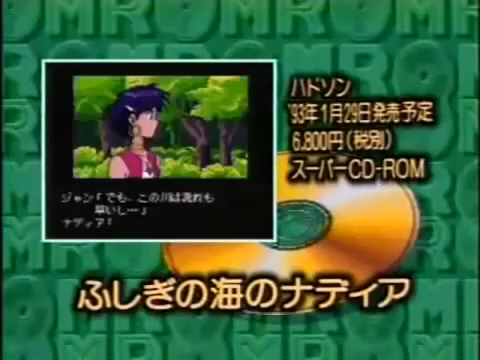 ハドソン
'93年1月29日発売予定
6,800円(税別)
スーパーCD-ROM
ジャン「でも、この川は流れも
早いし…」
ナディア「
ふしぎの海のナディア